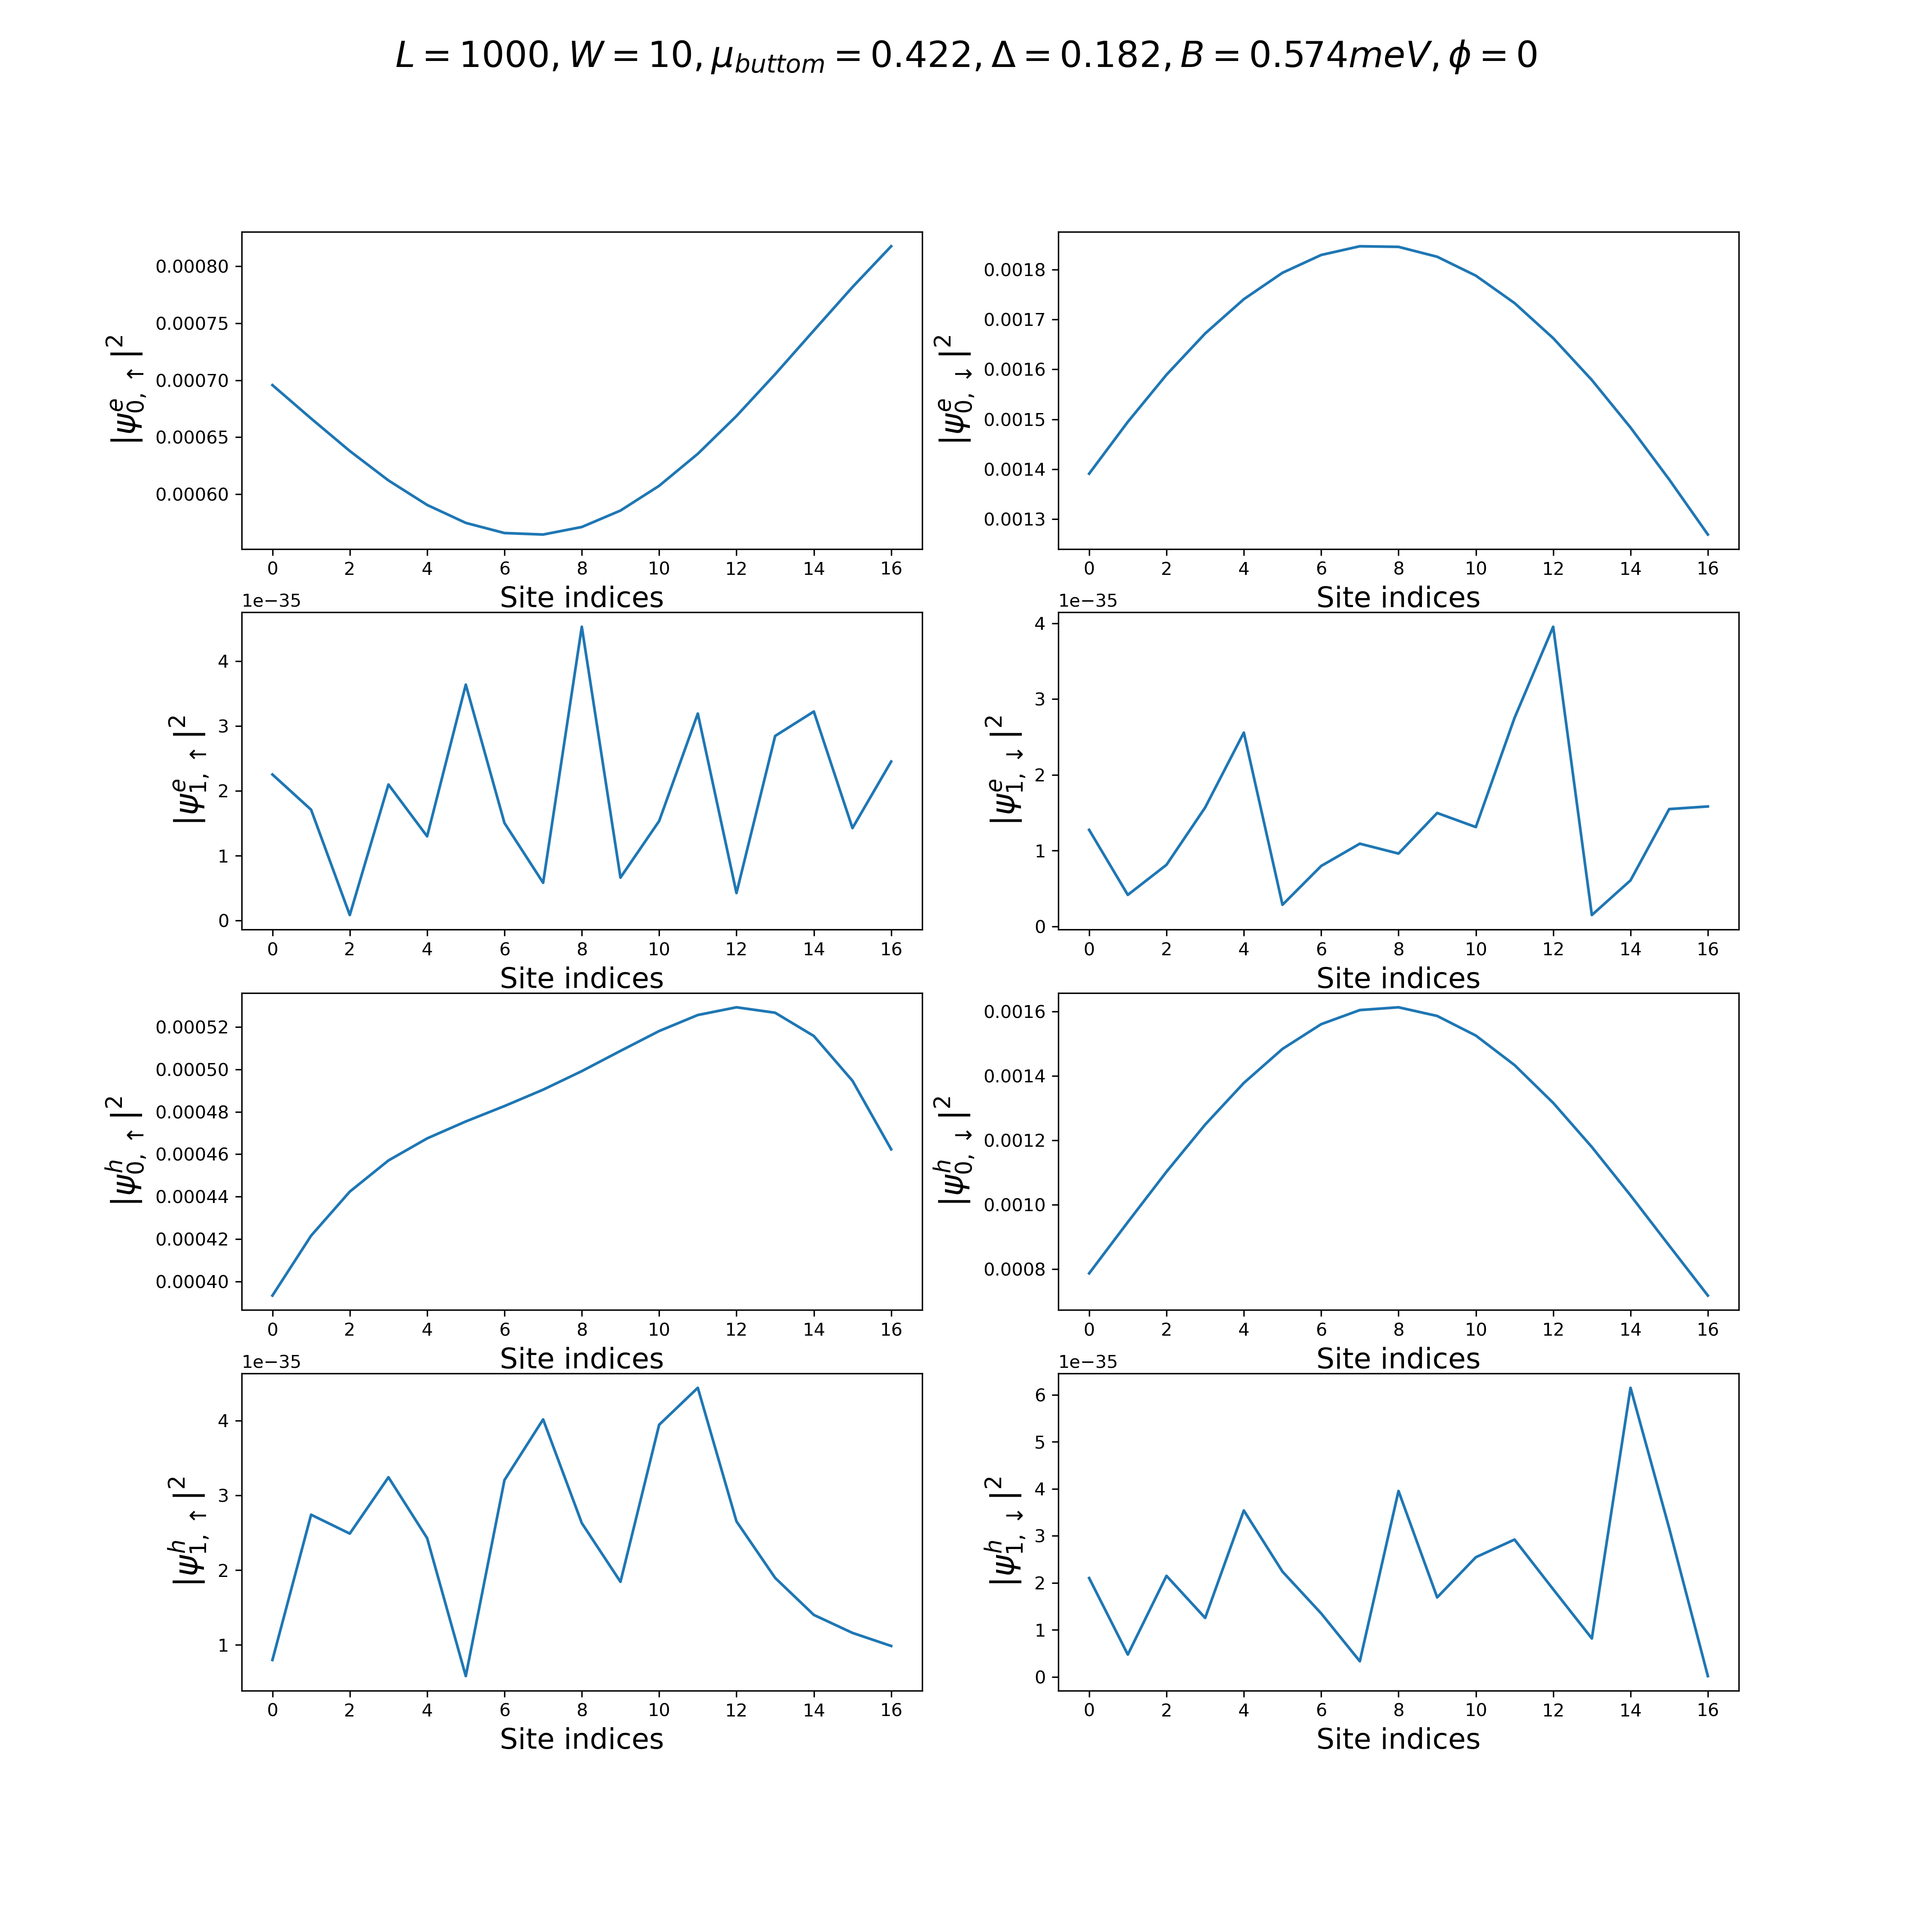 L = 1000, W = 10, μ_buttom = 0.422, Δ = 0.182, B = 0.574meV, ϕ = 0
|ψ^e_{0, ↑}|^2
0.00080
0.00075
0.00070
0.00065
0.00060
0 2 4 6 8 10 12 14 16
Site indices
|ψ^e_{0, ↓}|^2
0.0018
0.0017
0.0016
0.0015
0.0014
0.0013
0 2 4 6 8 10 12 14 16
Site indices
1e−35
|ψ^e_{1, ↑}|^2
4
3
2
1
0
0 2 4 6 8 10 12 14 16
Site indices
1e−35
|ψ^e_{1, ↓}|^2
4
3
2
1
0
0 2 4 6 8 10 12 14 16
Site indices
|ψ^h_{0, ↑}|^2
0.00052
0.00050
0.00048
0.00046
0.00044
0.00042
0.00040
0 2 4 6 8 10 12 14 16
Site indices
|ψ^h_{0, ↓}|^2
0.0016
0.0014
0.0012
0.0010
0.0008
0 2 4 6 8 10 12 14 16
Site indices
1e−35
|ψ^h_{1, ↑}|^2
4
3
2
1
0 2 4 6 8 10 12 14 16
Site indices
1e−35
|ψ^h_{1, ↓}|^2
6
5
4
3
2
1
0
0 2 4 6 8 10 12 14 16
Site indices